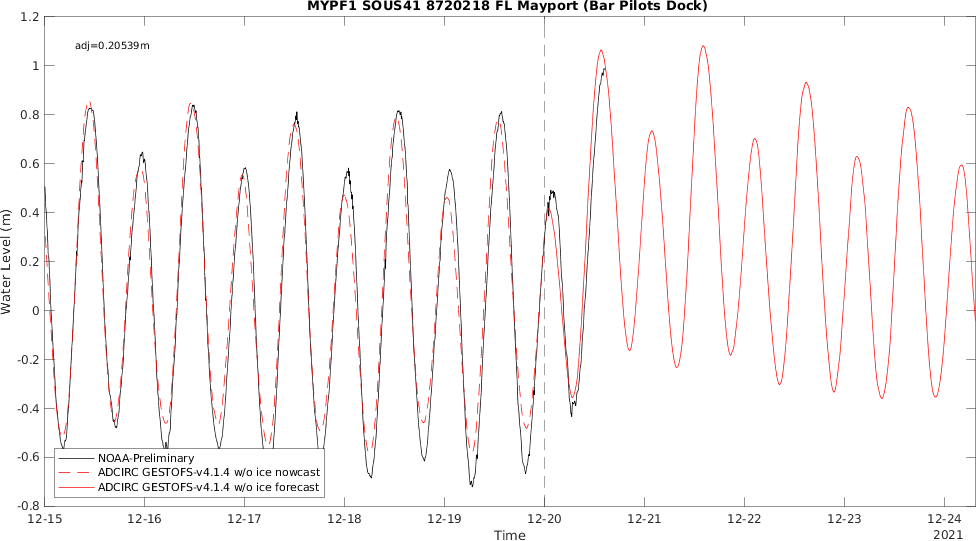 MYPF1 SOUS41 8720218 FL Mayport (Bar Pilots Dock)
adj=0.20539m
1.2
1
0.8
0.6
0.4
0.2
0
-0.2
-0.4
-0.6
-0.8
Water Level (m)
NOAA-Preliminary
ADCIRC GESTOFS-v4.1.4 w/o ice nowcast
ADCIRC GESTOFS-v4.1.4 w/o ice forecast
12-15 12-16 12-17 12-18 12-19 12-20 12-21 12-22 12-23 12-24
Time
2021